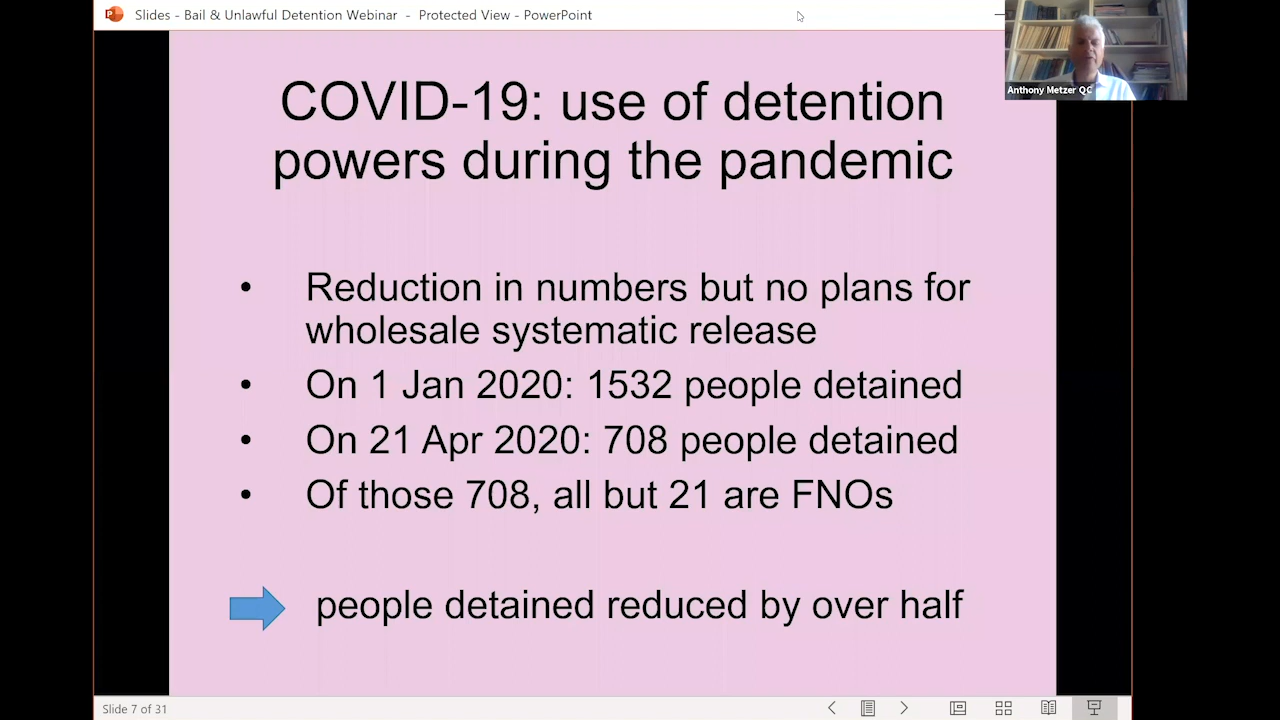 Slides - Bail & Unlawful Detention Webinar - Protected View - PowerPoint
Anthony Metzer QC
COVID-19: use of detention
powers during the pandemic
• Reduction in numbers but no plans for
wholesale systematic release
• On 1 Jan 2020: 1532 people detained
• On 21 Apr 2020: 708 people detained
• Of those 708, all but 21 are FNOs
people detained reduced by over half
Slide 7 of 31